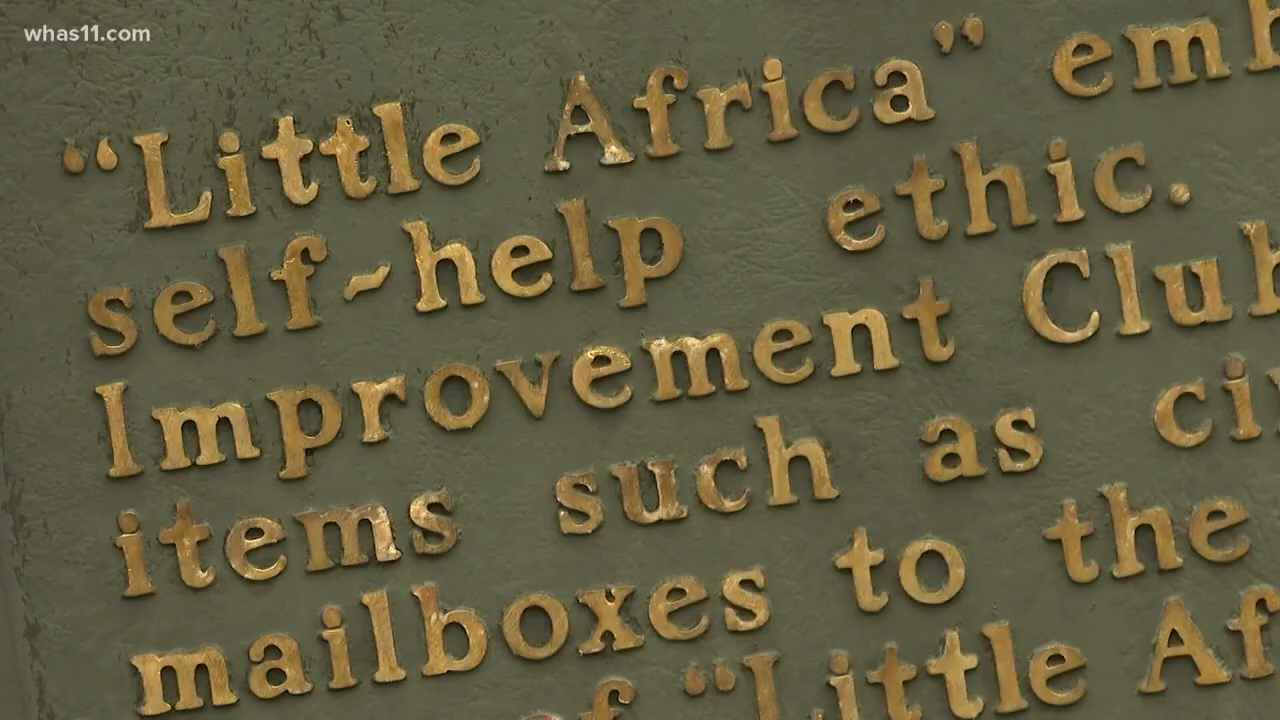 whas11.com
"Little Africa"
self-help ethic.
Improvement
items such as
mailboxes to the
"Little